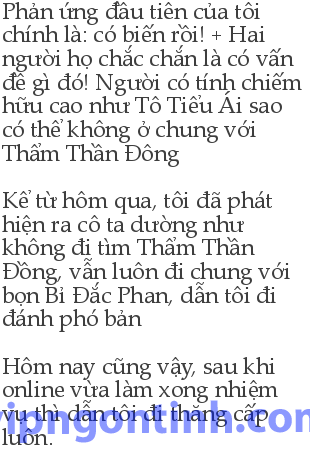 Phản ứng đầu tiên của tôi
chính là: có biến rồi! + Hai
người họ chắc chắn là có vấn
đề gì đó! Người có tính chiếm
hữu cao như Tô Tiểu Ái sao
có thể không ở chung với
Thẩm Thần Đông

Kể từ hôm qua, tôi đã phát
hiện ra cô ta dường như
không đi tìm Thẩm Thần
Đồng, vẫn luôn đi chung với
bọn Bỉ Đắc Phan, dẫn tôi đi
đánh phó bản

Hôm nay cũng vậy, sau khi
online vừa làm xong nhiệm
vụ thì dẫn tôi đi thăng cấp
luôn.